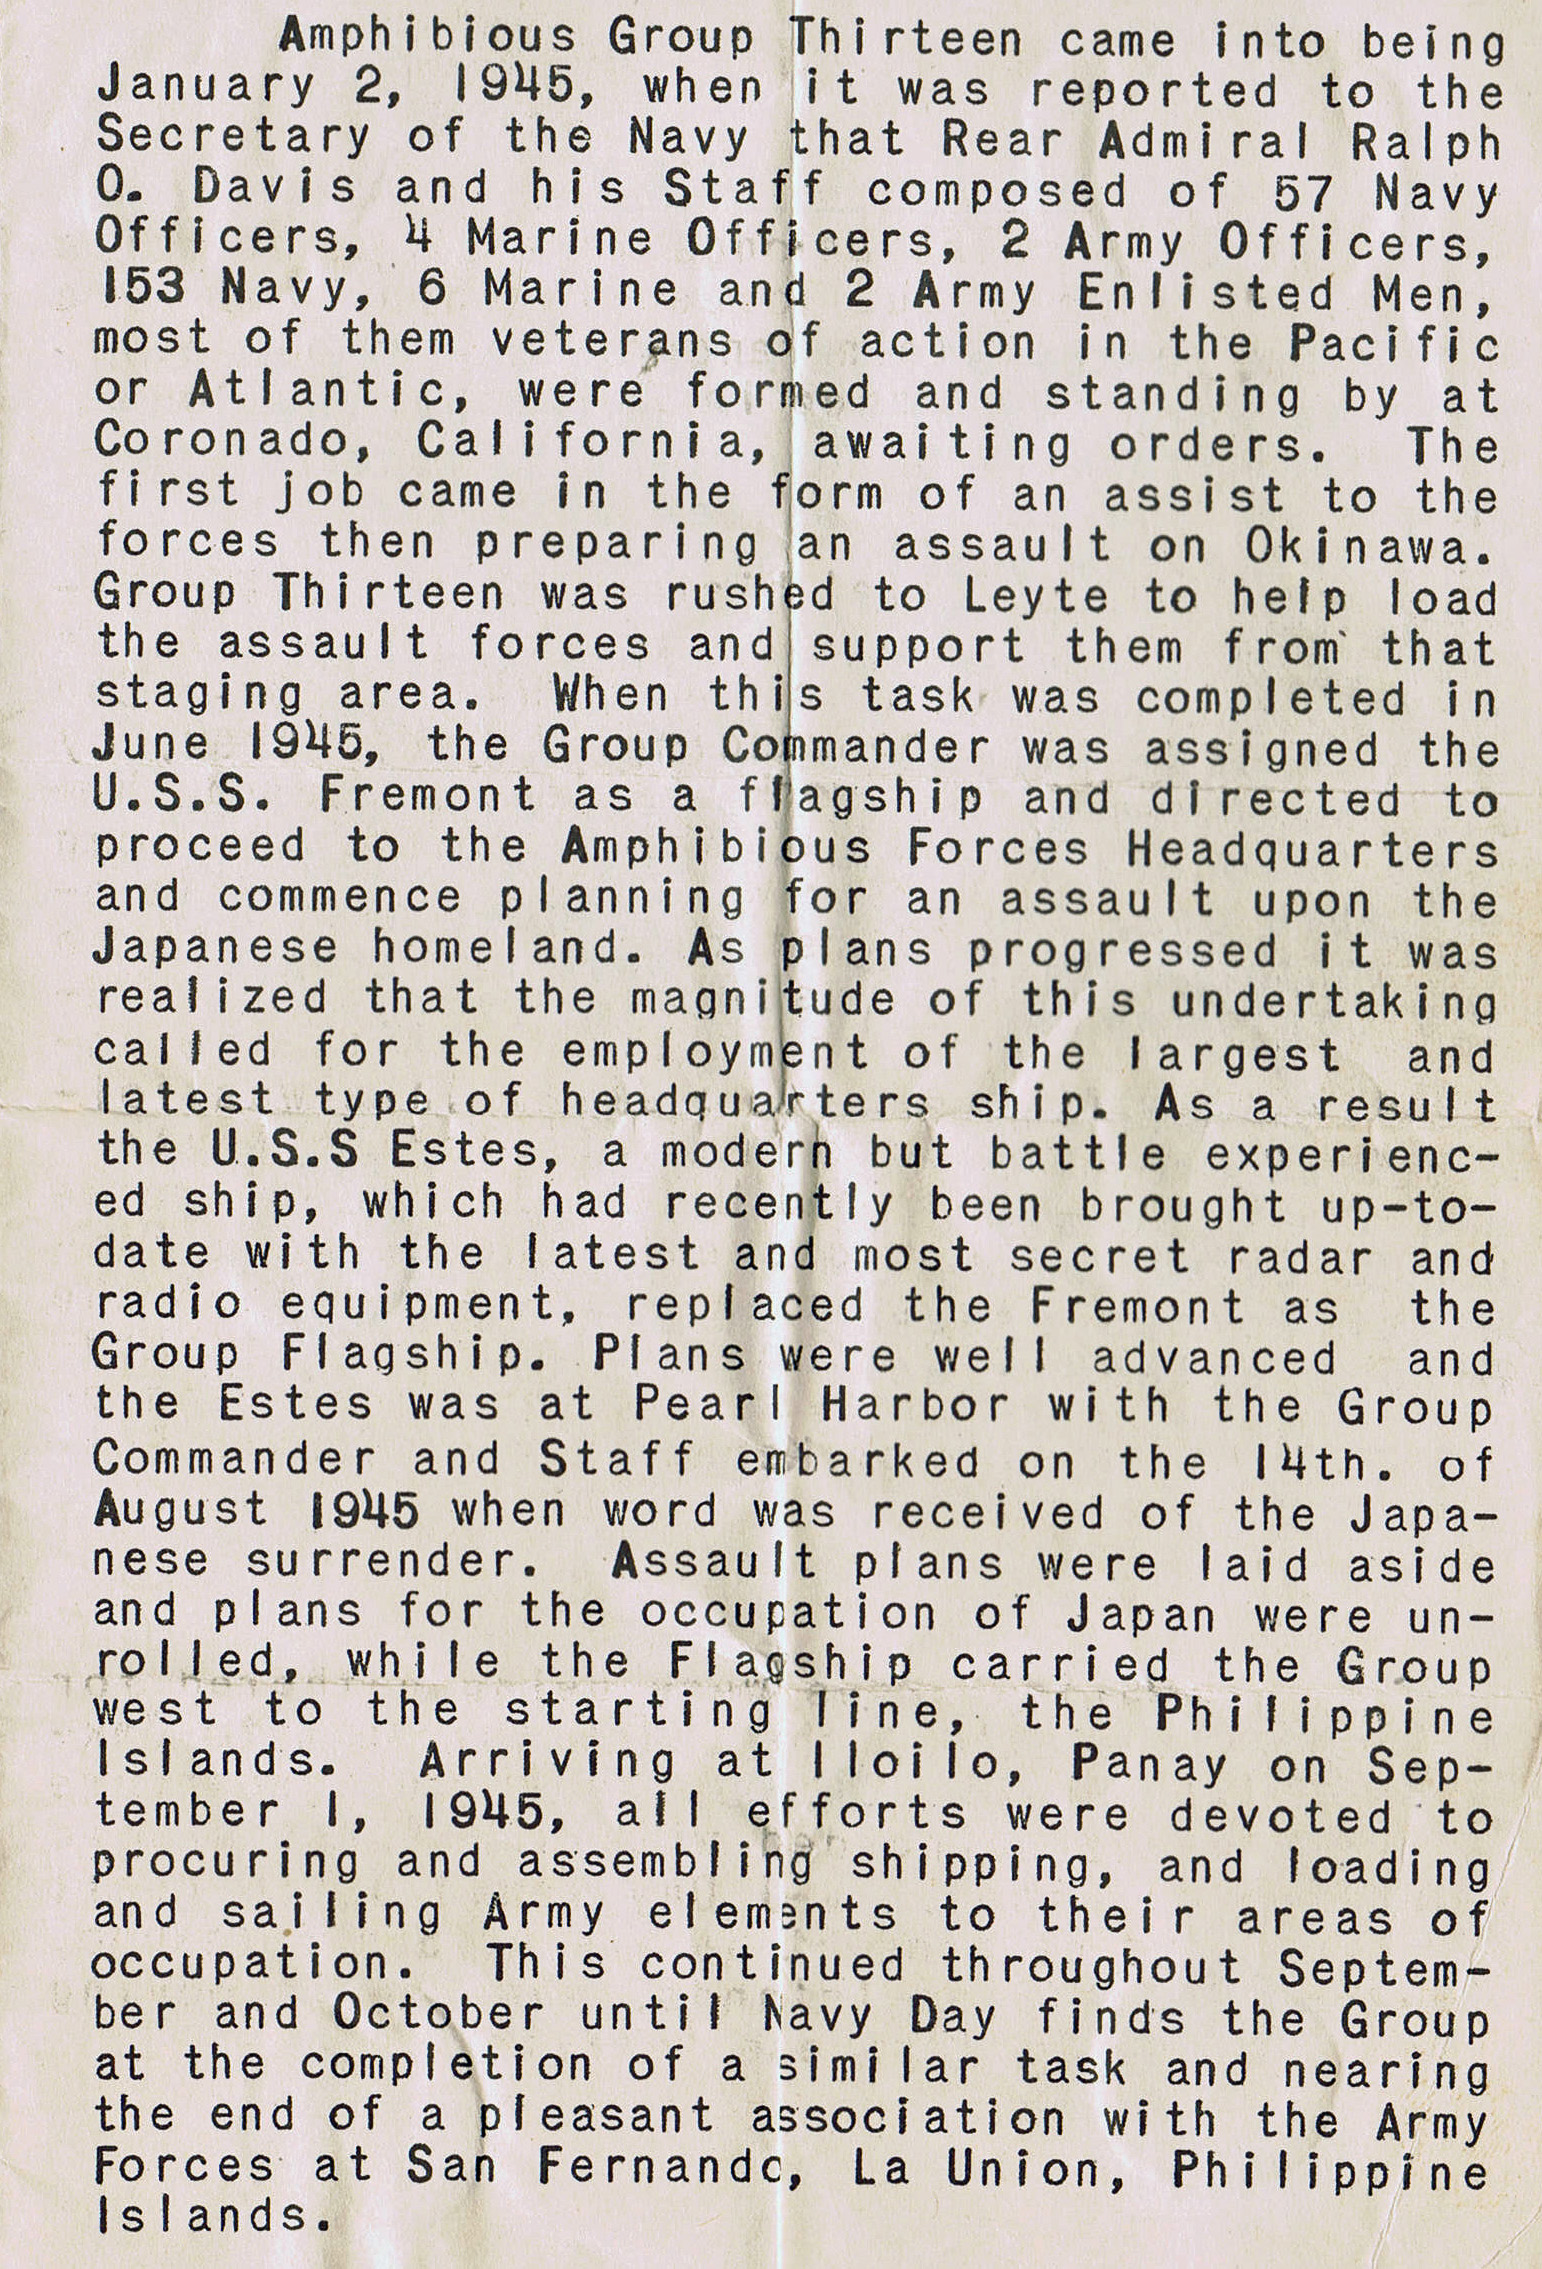 Amphibious Group Thirteen came into being
January 2, 1945, when it was reported to the
Secretary of the Navy that Rear Admiral Ralph
O. Davis and his Staff composed of 57 Navy
Officers, 4 Marine Officers, 2 Army Officers,
153 Navy, 6 Marine and 2 Army Enlisted Men,
most of them veterans of action in the Pacific
or Atlantic, were formed and standing by at
Coronado, California, awaiting orders. The
first job came in the form of an assist to the
forces then preparing an assault on Okinawa.
Group Thirteen was rushed to Leyte to help load
the assault forces and support them from that
staging area. When this task was completed in
June 1945, the Group Commander was assigned the
U.S.S. Fremont as a flagship and directed to
proceed to the Amphibious Forces Headquarters
and commence planning for an assault upon the
Japanese homeland. As plans progressed it was
realized that the magnitude of this undertaking
called for the employment of the largest and
latest type of headquarters ship. As a result
the U.S.S Estes, a modern but battle experienc-
ed ship, which had recently been brought up-to-
date with the latest and most secret radar and
radio equipment, replaced the Fremont as the
Group Flagship. Plans were well advanced and
the Estes was at Pearl Harbor with the Group
Commander and Staff embarked on the 14th. of
August 1945 when word was received of the Japa-
nese surrender. Assault plans were laid aside
and plans for the occupation of Japan were un-
rolled, while the Flagship carried the Group
west to the starting line, the Philippine
Islands. Arriving at Iloilo, Panay on Sep-
tember 1, 1945, all efforts were devoted to
procuring and assembling shipping, and loading
and sailing Army elements to their areas of
occupation. This continued throughout Septem-
ber and October until Navy Day finds the Group
at the completion of a similar task and nearing
the end of a pleasant association with the Army
Forces at San Fernando, La Union, Philippine
Islands.